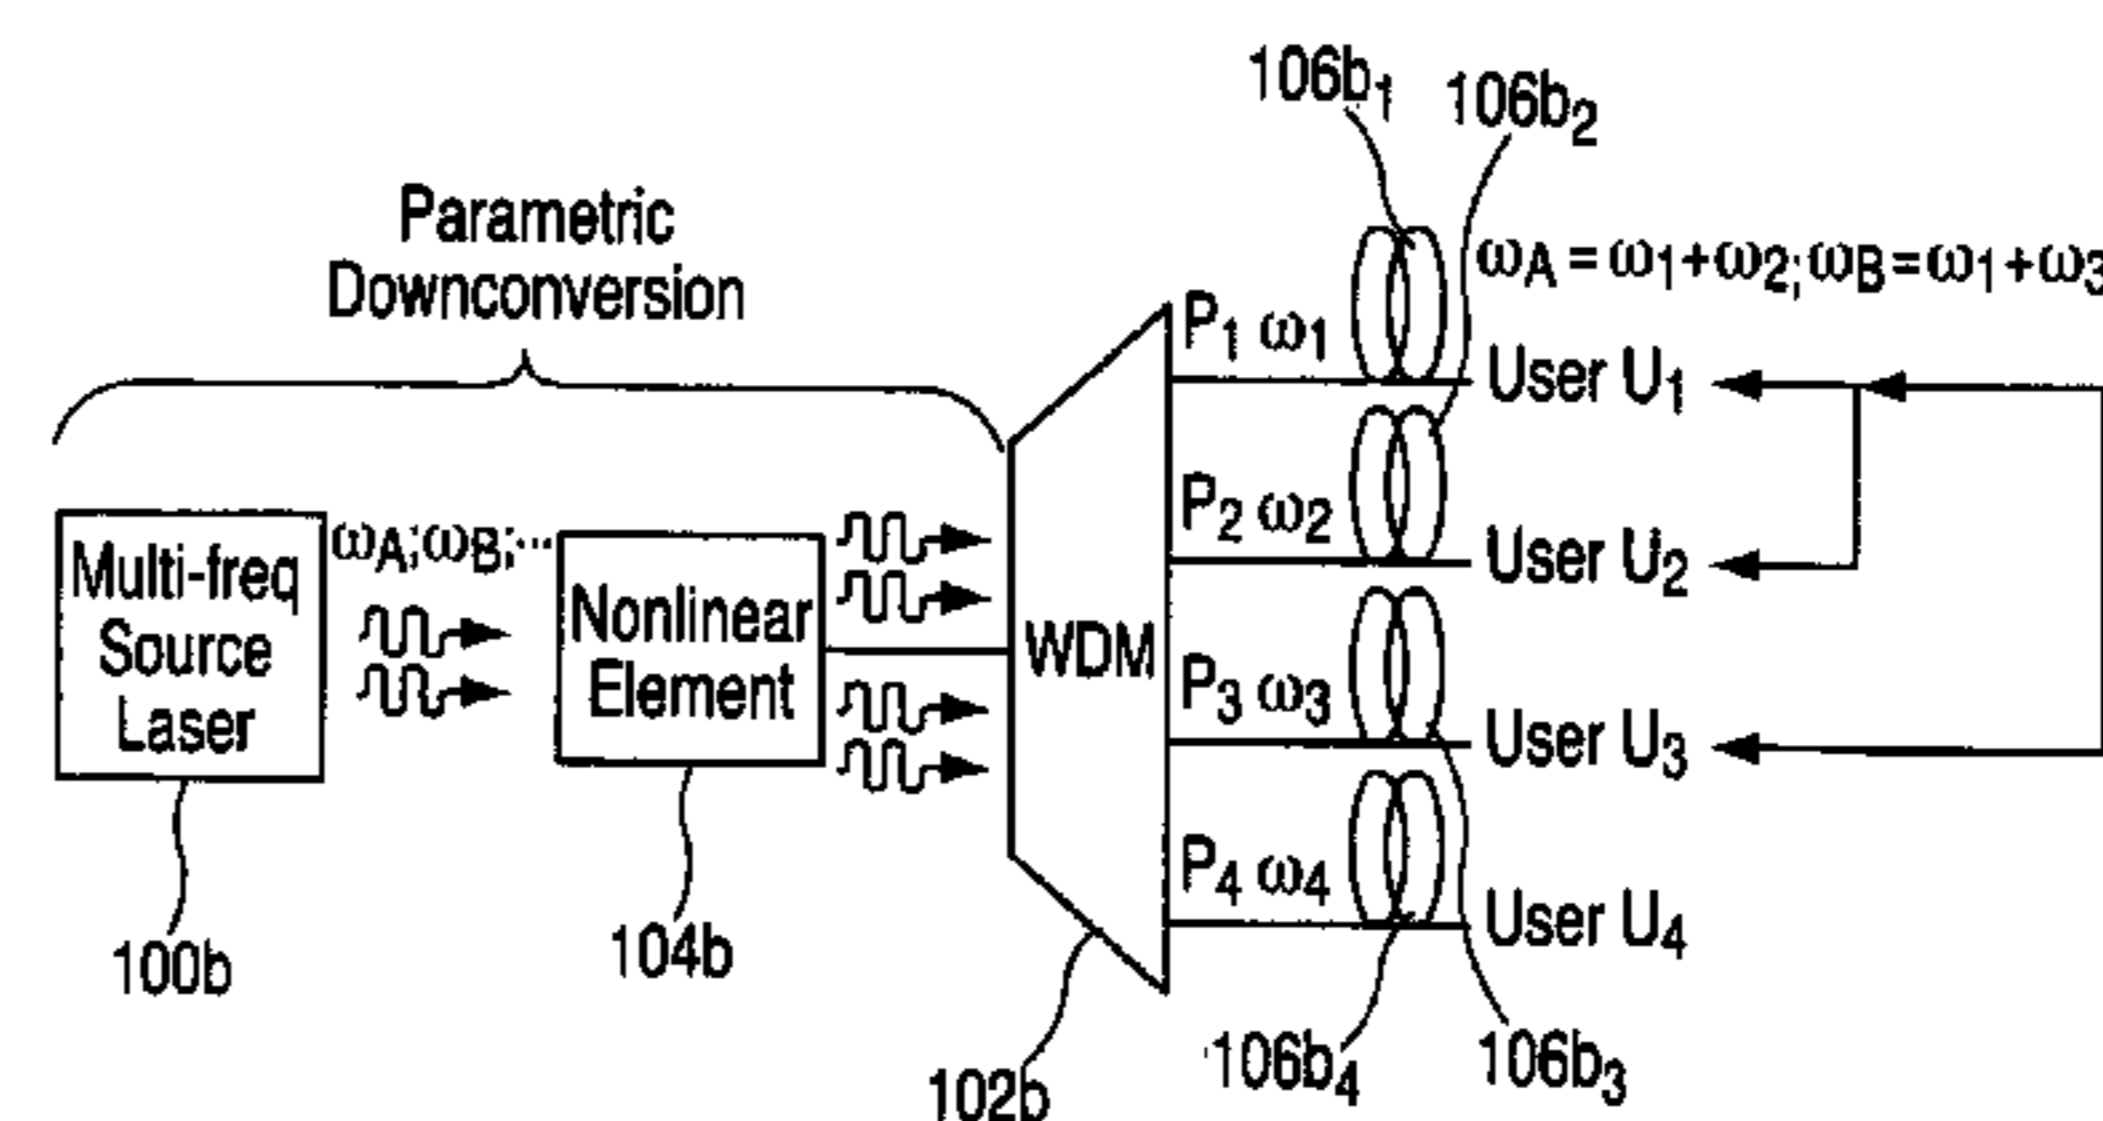 106b1
106b2
Parametric
Downconversion
ωA = ω1+ω2; ωB=ω1+ω3
P1 ω1
User U1
P2 ω2
User U2
ωA;ωB;...
Multi-freq
Source
Laser
Nonlinear
Element
WDM
P3 ω3
User U3
P4 ω4
User U4
100b
104b
102b
106b4
106b3